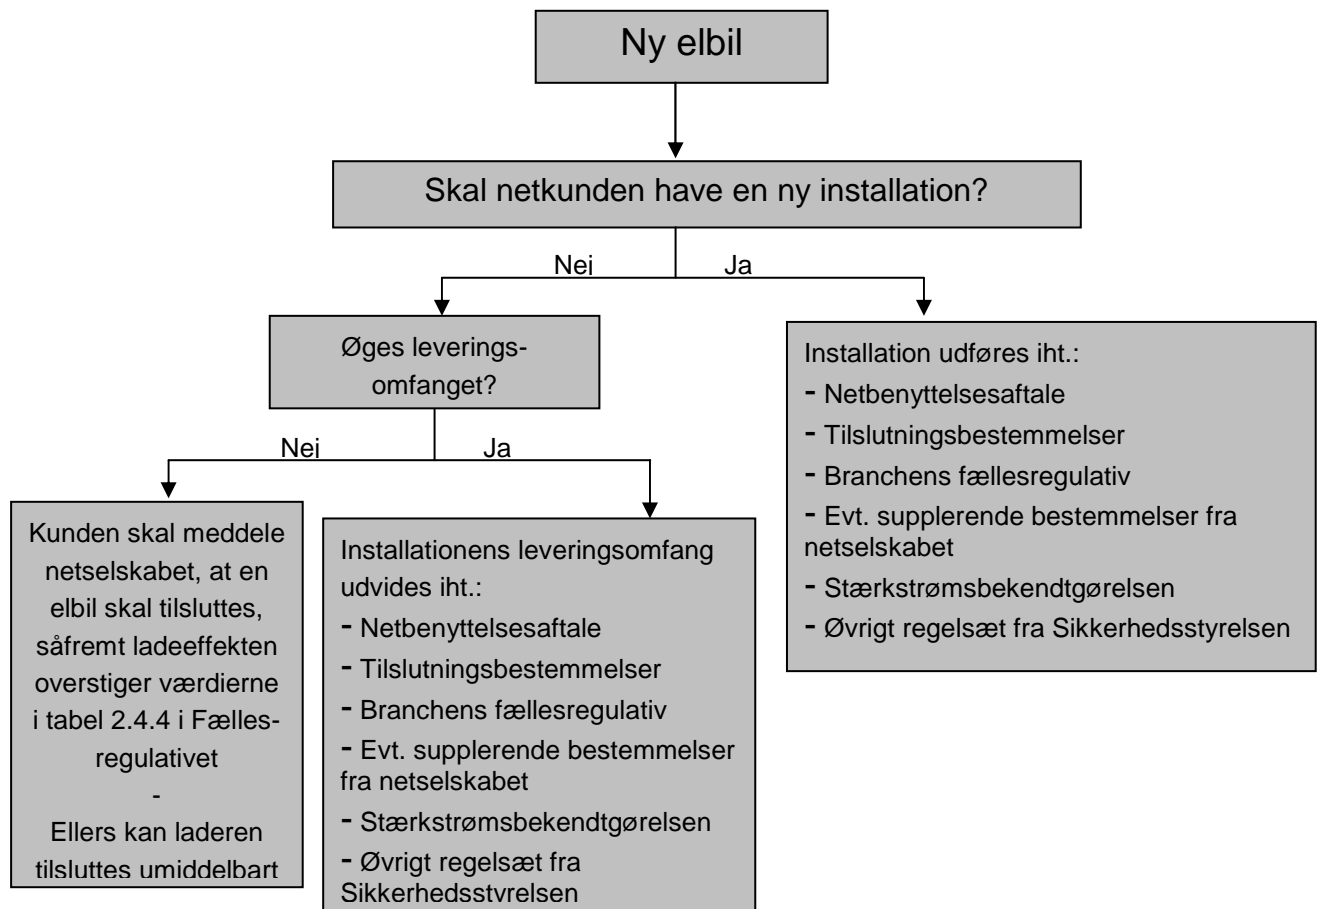 Ny elbil
Skal netkunden have en ny installation?
Nej
Ja
Øges leverings-
omfanget?
Installation udføres iht.:
- Netbenyttelsesaftale
- Tilslutningsbestemmelser
- Branchens fællesregulativ
- Evt. supplerende bestemmelser fra
netselskabet
- Stærkstrømsbekendtgørelsen
- Øvrigt regelsæt fra Sikkerhedsstyrelsen
Nej
Ja
Kunden skal meddele
netselskabet, at en
elbil skal tilsluttes,
såfremt ladeeffekten
overstiger værdierne
i tabel 2.4.4 i Fælles-
regulativet
-
Ellers kan laderen
tilsluttes umiddelbart
Installationens leveringsomfang
udvides iht.:
- Netbenyttelsesaftale
- Tilslutningsbestemmelser
- Branchens fællesregulativ
- Evt. supplerende bestemmelser
fra netselskabet
- Stærkstrømsbekendtgørelsen
- Øvrigt regelsæt fra
Sikkerhedsstyrelsen